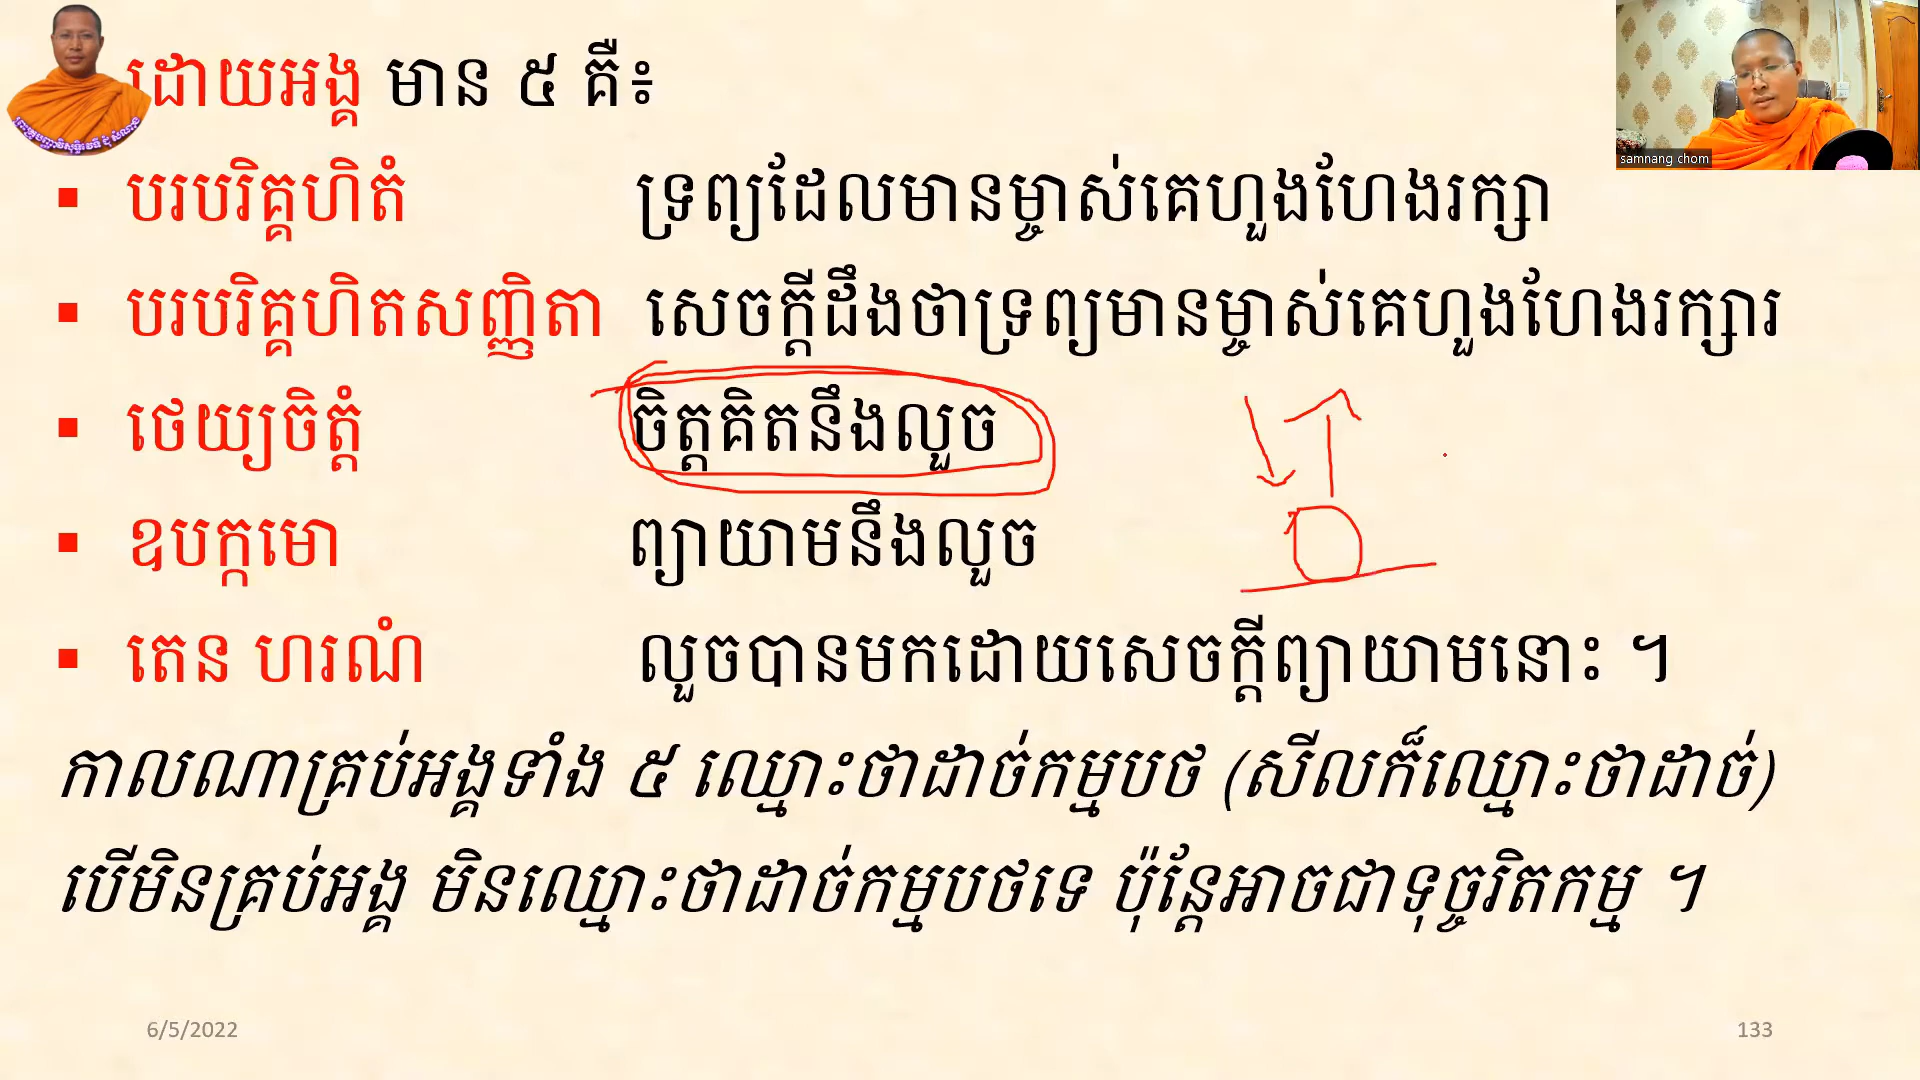 ដោយអង្គ មាន ៥ គឺ៖
▪ បរបរិគ្គហិតំ ទ្រព្យដែលមានម្ចាស់គេហួងហែងរក្សា
▪ បរបរិគ្គហិតសញ្ញិតា សេចក្តីដឹងថាទ្រព្យមានម្ចាស់គេហួងហែងរក្សារ
▪ ថេយ្យចិត្តំ ចិត្តគិតនឹងលួច
▪ ឧបក្កមោ ព្យាយាមនឹងលួច
▪ តេន ហរណំ លួចបានមកដោយសេចក្តីព្យាយាមនោះ ។
កាលណាគ្រប់អង្គទាំង ៥ ឈ្មោះថាដាច់កម្មបថ (សីលក៏ឈ្មោះថាដាច់)
បើមិនគ្រប់អង្គ មិនឈ្មោះថាដាច់កម្មបថទេ ប៉ុន្តែអាចជាទុច្ចរិតកម្ម ។
samnang chom
6/5/2022
133